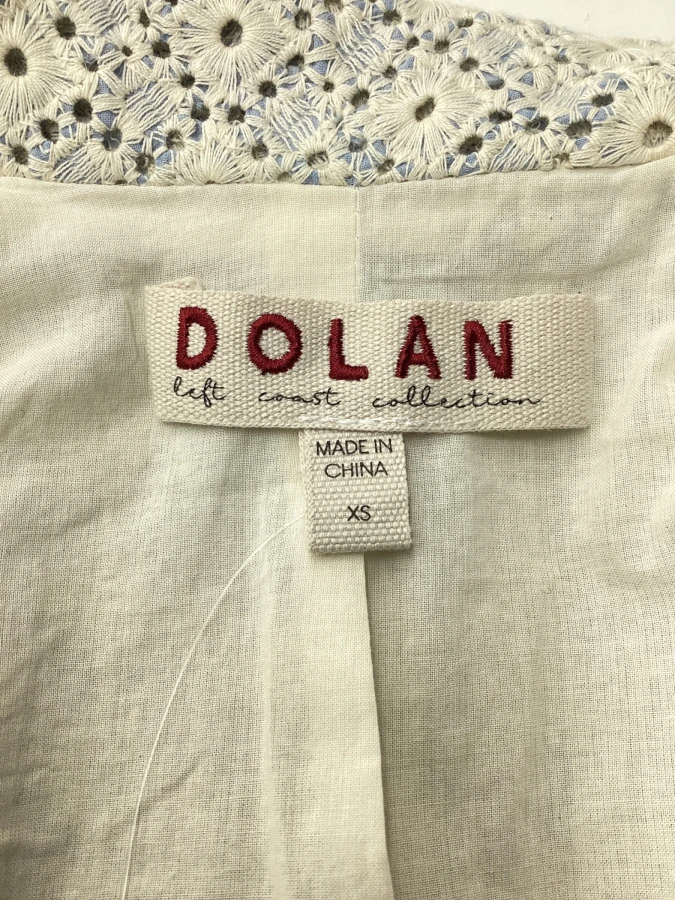 DOLAN
left coast collection
MADE IN
CHINA
XS